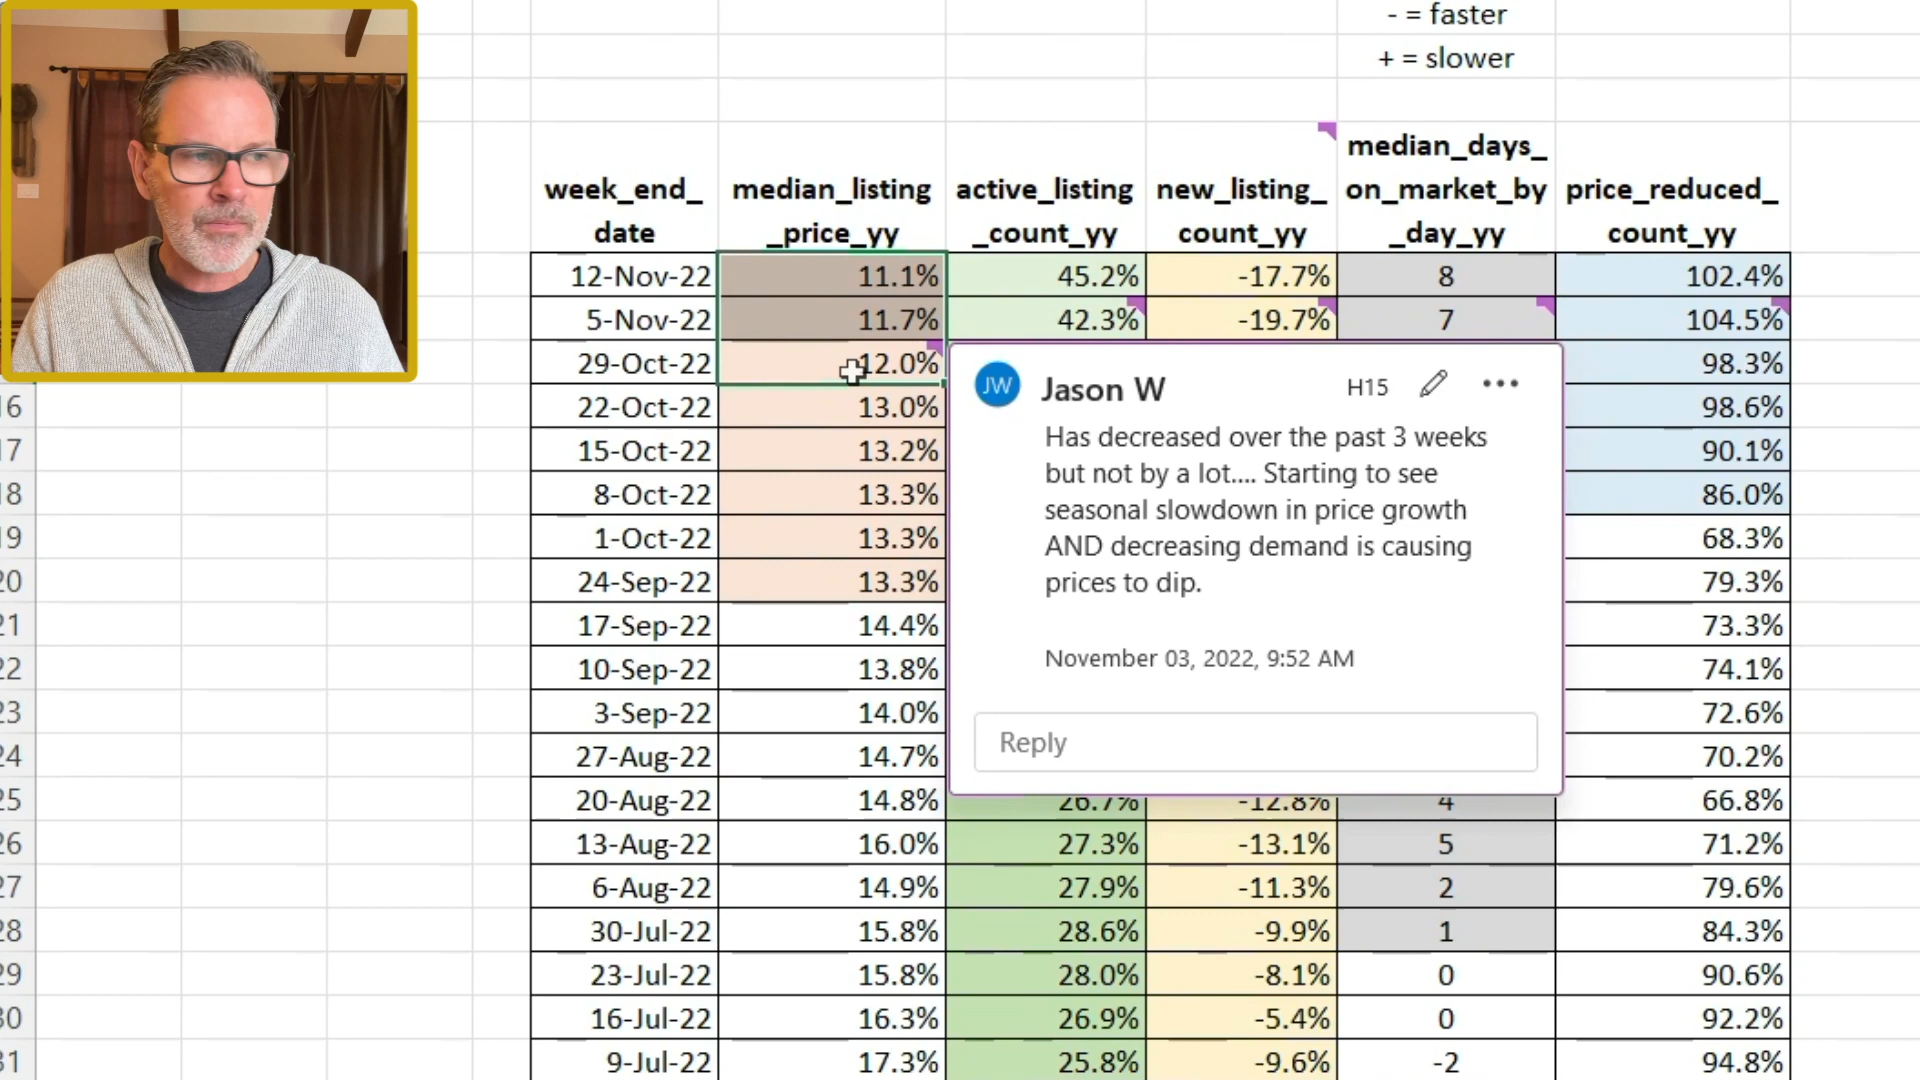 - = faster
+ = slower
week_end_
date
median_listing
_price_yy
active_listing
_count_yy
new_listing_
count_yy
median_days_
on_market_by
_day_yy
price_reduced_
count_yy
12-Nov-22 11.1% 45.2% -17.7% 8 102.4%
5-Nov-22 11.7% 42.3% -19.7% 7 104.5%
29-Oct-22 12.0% 98.3%
16 22-Oct-22 13.0% 98.6%
17 15-Oct-22 13.2% 90.1%
18 8-Oct-22 13.3% 86.0%
19 1-Oct-22 13.3% 68.3%
20 24-Sep-22 13.3% 79.3%
21 17-Sep-22 14.4% 73.3%
22 10-Sep-22 13.8% 74.1%
23 3-Sep-22 14.0% 72.6%
24 27-Aug-22 14.7% 70.2%
25 20-Aug-22 14.8% 26.7% -12.8% 4 66.8%
26 13-Aug-22 16.0% 27.3% -13.1% 5 71.2%
27 6-Aug-22 14.9% 27.9% -11.3% 2 79.6%
28 30-Jul-22 15.8% 28.6% -9.9% 1 84.3%
29 23-Jul-22 15.8% 28.0% -8.1% 0 90.6%
30 16-Jul-22 16.3% 26.9% -5.4% 0 92.2%
31 9-Jul-22 17.3% 25.8% -9.6% -2 94.8%
JW Jason W H15
Has decreased over the past 3 weeks
but not by a lot.... Starting to see
seasonal slowdown in price growth
AND decreasing demand is causing
prices to dip.
November 03, 2022, 9:52 AM
Reply